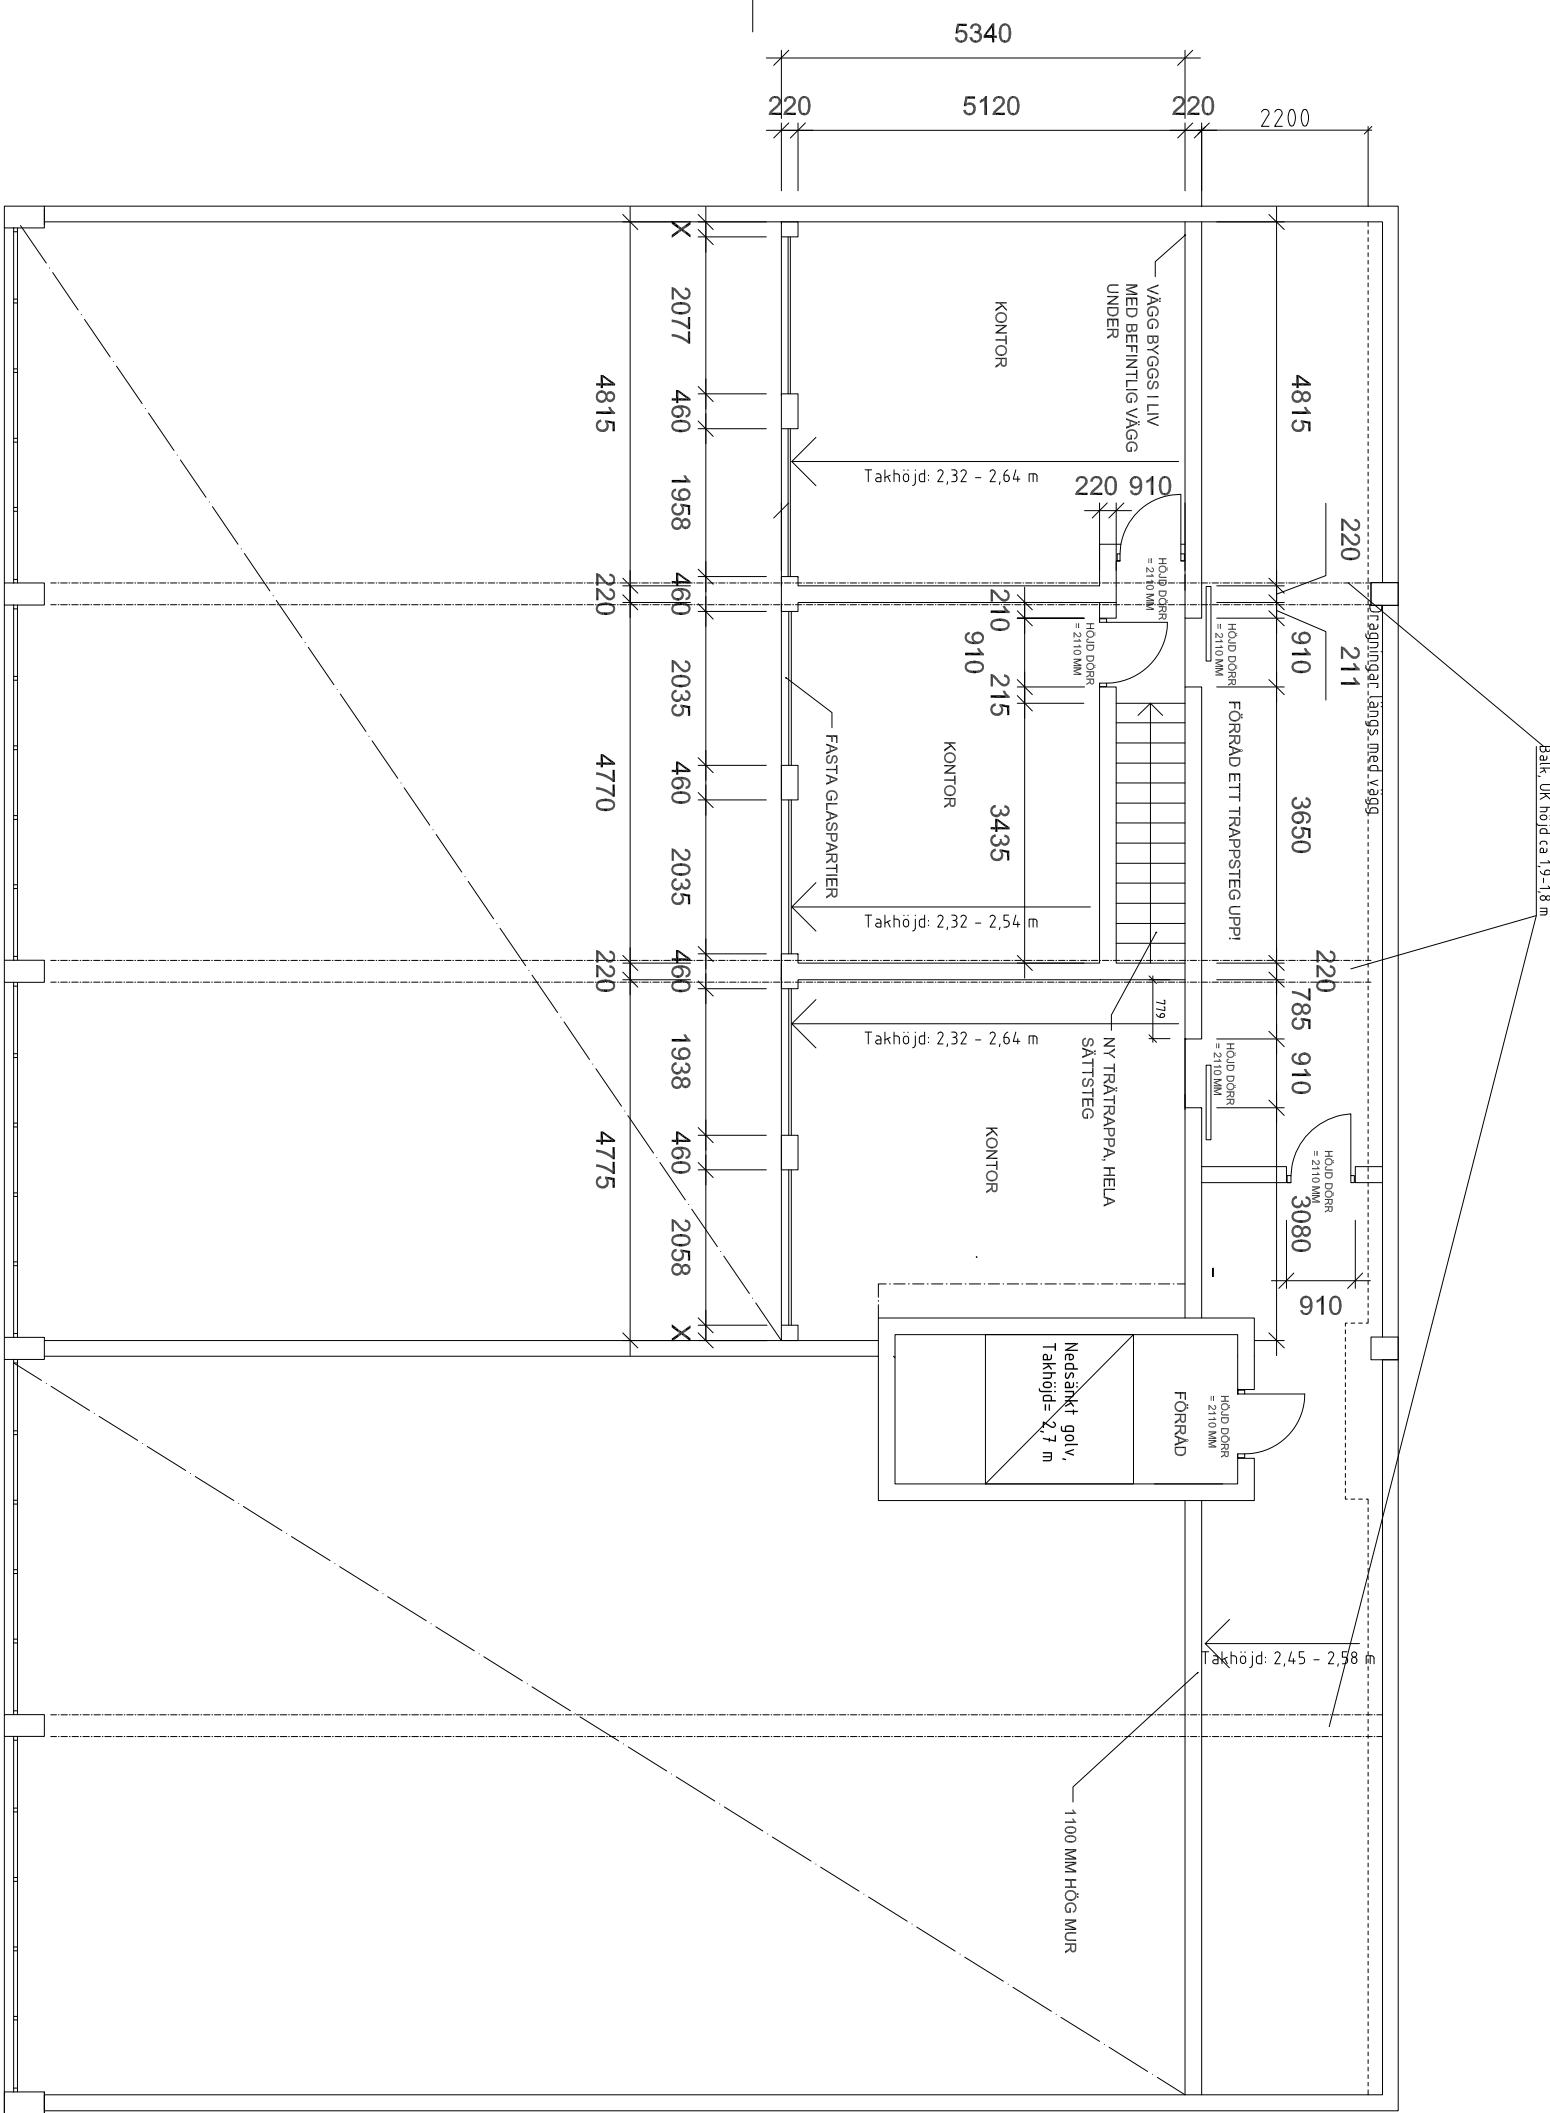 5340
220
5120
220
2200
X
2077
460
1958
460
2035
460
2035
460
1938
460
2058
X
4815
220
4770
220
4775
KONTOR
VÄGG BYGGS I LIV
MED BEFINTLIG VÄGG
UNDER
4815
Takhöjd: 2,32 - 2,64 m
220
910
HÖJD DÖRR
= 2110 MM
220
211
910
3650
220
785
910
3080
910
Dragningar längs med vägg
Balk, UK höjd ca 1,9-1,8 m
HÖJD DÖRR
= 2110 MM
HÖJD DÖRR
= 2110 MM
210
910
215
3435
FÖRRÅD ETT TRAPPSTEG UPP!
KONTOR
FASTA GLASPARTIER
Takhöjd: 2,32 - 2,54 m
779
Takhöjd: 2,32 - 2,64 m
NY TRÄTRAPPA, HELA
SÄTTSTEG
HÖJD DÖRR
= 2110 MM
HÖJD DÖRR
= 2110 MM
KONTOR
Nedsänkt golv,
Takhöjd= 2,7 m
FÖRRÅD
HÖJD DÖRR
= 2110 MM
Takhöjd: 2,45 - 2,58 m
1100 MM HÖG MUR